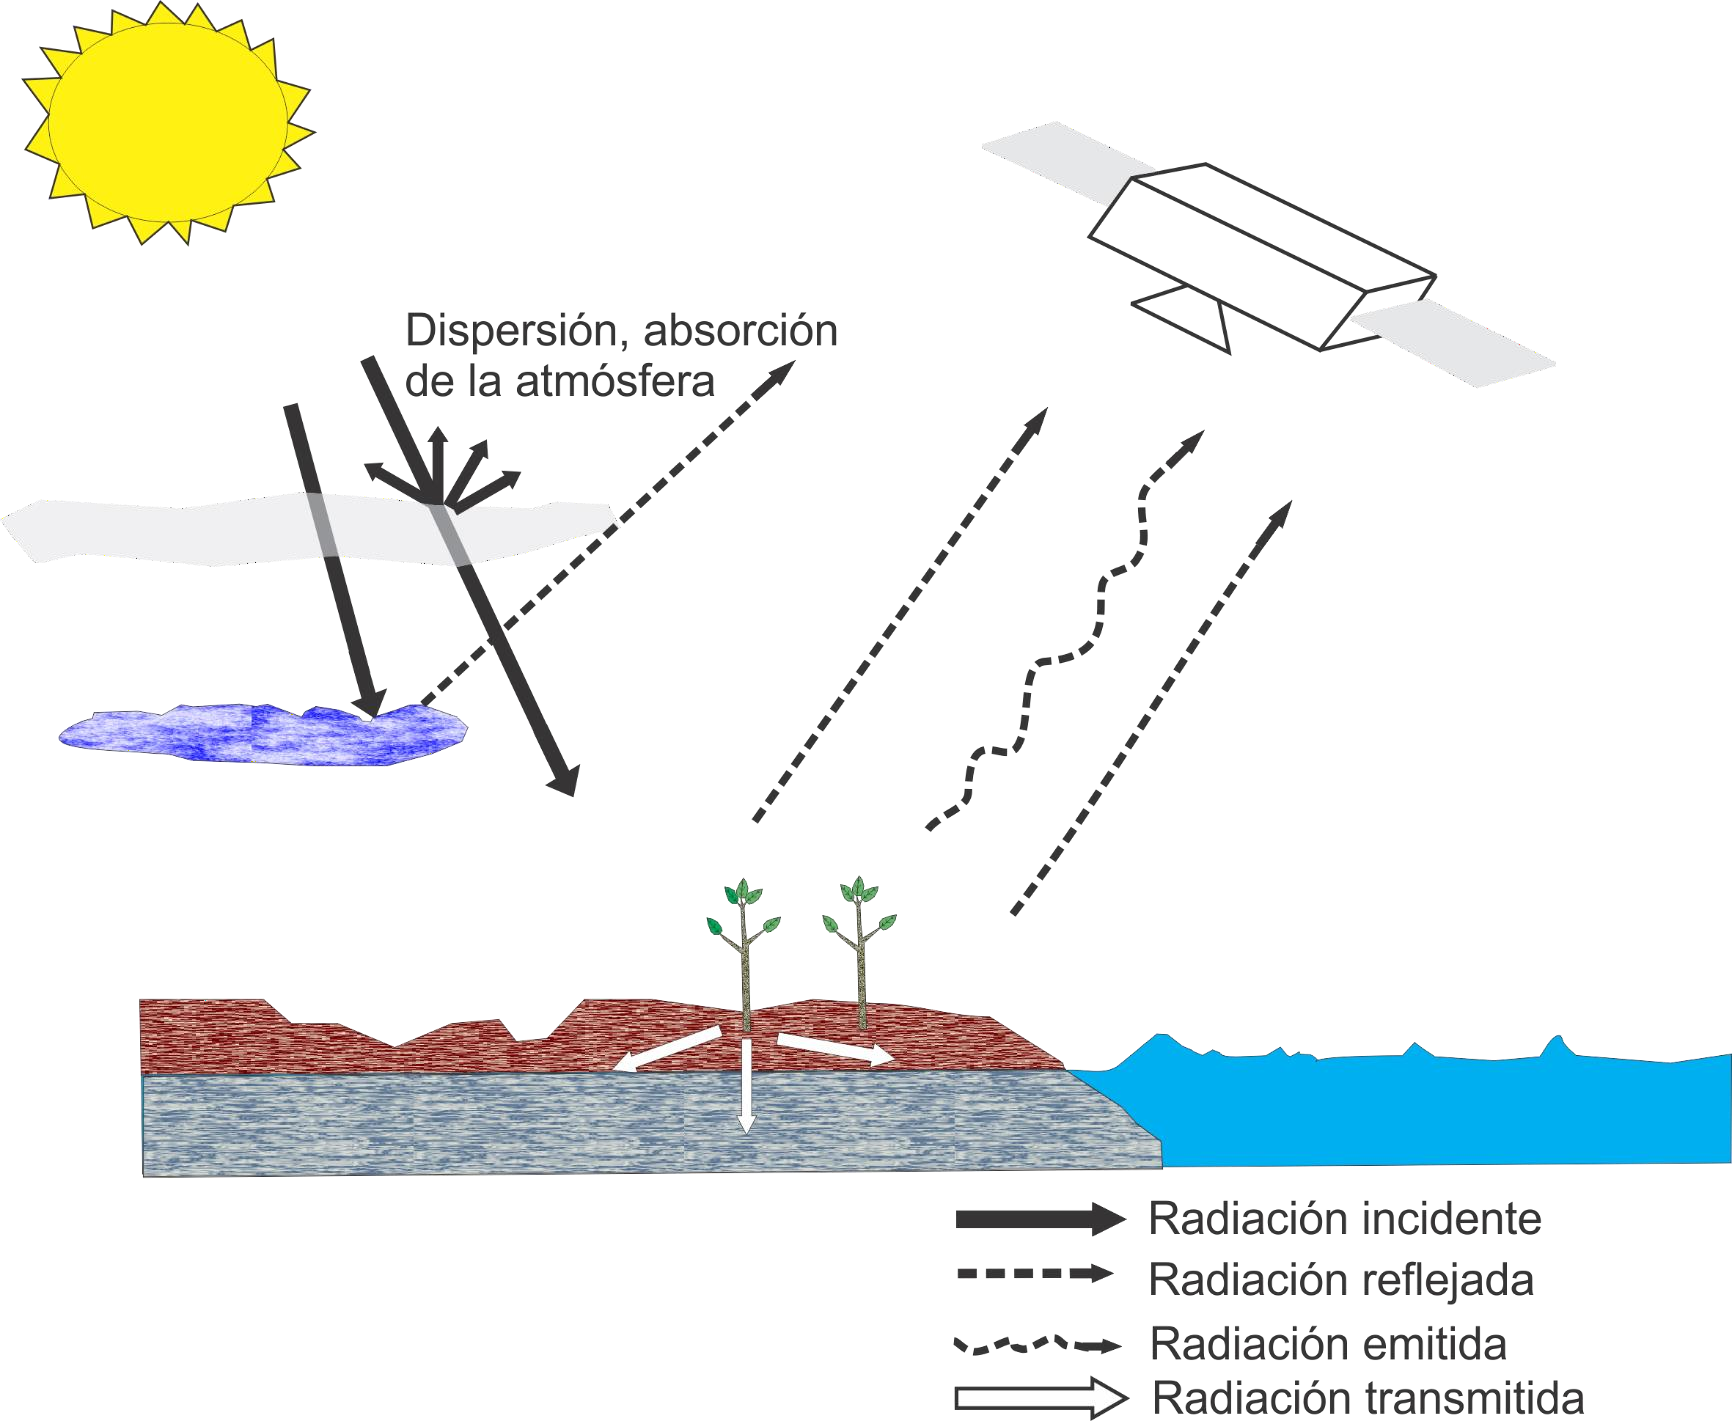 Dispersión, absorción
de la atmósfera
Radiación incidente
Radiación reflejada
Radiación emitida
Radiación transmitida